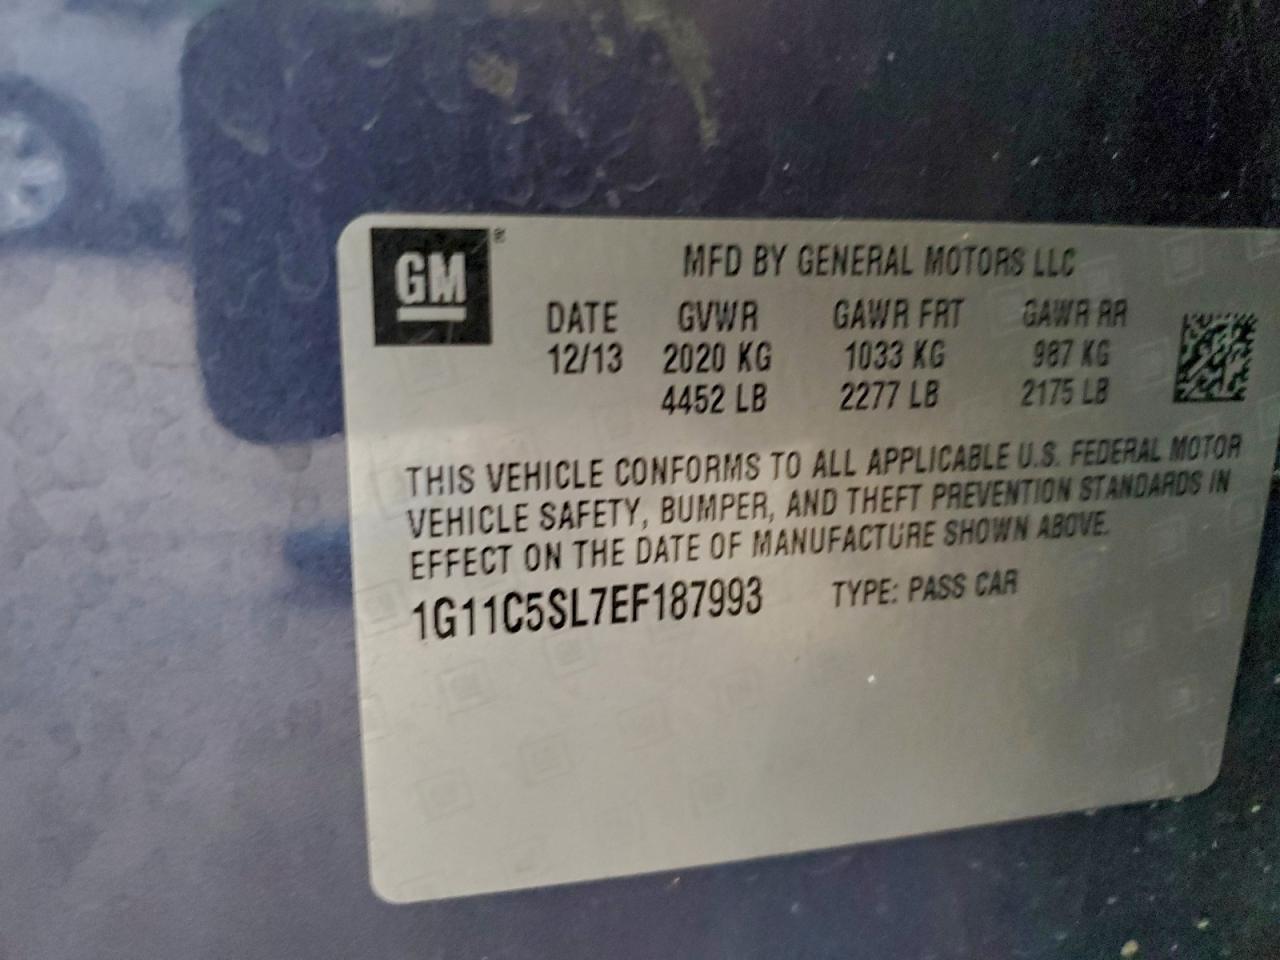 GM®
MFD BY GENERAL MOTORS LLC
DATE GVWR GAWR FRT GAWR RR
12/13 2020 KG 1033 KG 987 KG
4452 LB 2277 LB 2175 LB
THIS VEHICLE CONFORMS TO ALL APPLICABLE U.S. FEDERAL MOTOR
VEHICLE SAFETY, BUMPER, AND THEFT PREVENTION STANDARDS IN
EFFECT ON THE DATE OF MANUFACTURE SHOWN ABOVE.
1G11C5SL7EF187993 TYPE: PASS CAR